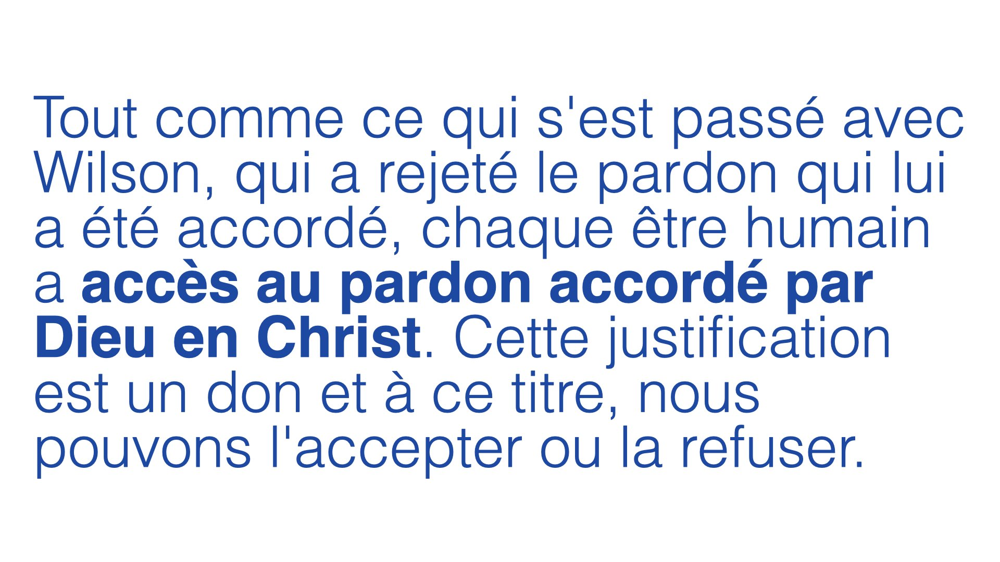 Tout comme ce qui s'est passé avec
Wilson, qui a rejeté le pardon qui lui
a été accordé, chaque être humain
a accès au pardon accordé par
Dieu en Christ. Cette justification
est un don et à ce titre, nous
pouvons l'accepter ou la refuser.